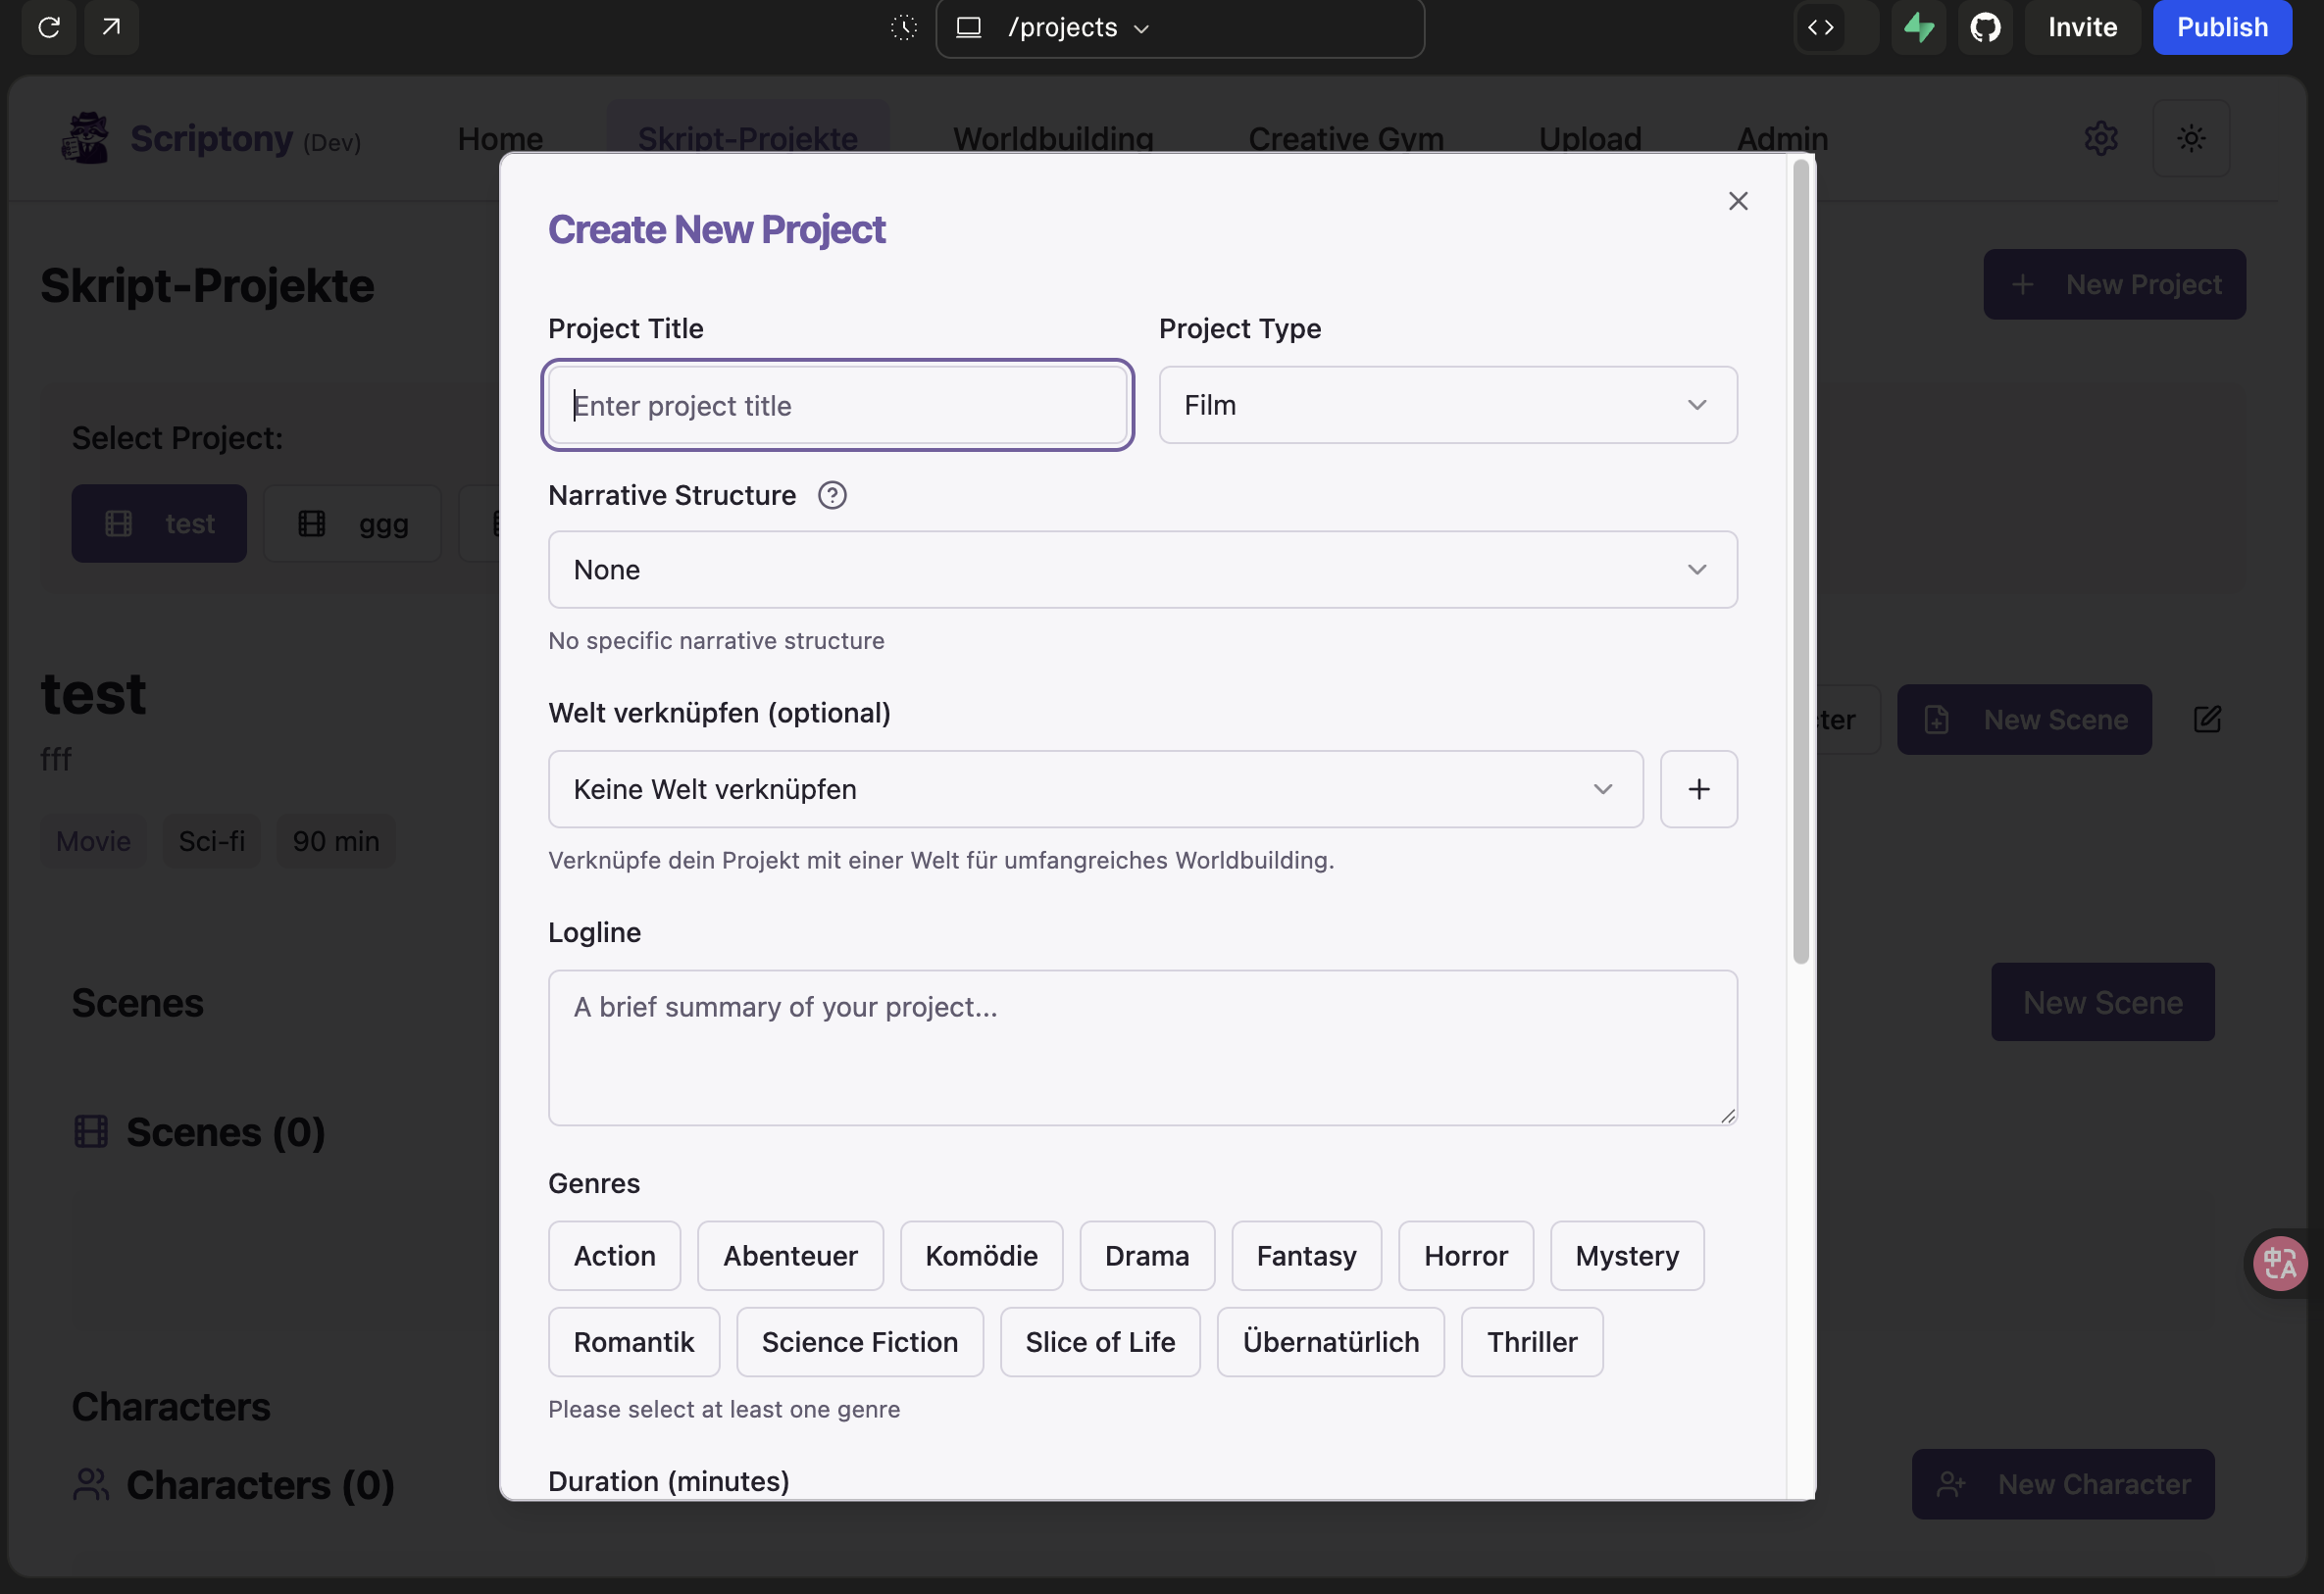 /projects
Invite
Publish
Scriptony (Dev)
Home
Skript-Projekte
Worldbuilding
Creative Gym
Upload
Admin
Skript-Projekte
New Project
Select Project:
test
ggg
test
fff
Movie
Sci-fi
90 min
ter
New Scene
Scenes
New Scene
Scenes (0)
Characters
Characters (0)
New Character
Create New Project
Project Title
Project Type
Enter project title
Film
Narrative Structure
None
No specific narrative structure
Welt verknüpfen (optional)
Keine Welt verknüpfen
Verknüpfe dein Projekt mit einer Welt für umfangreiches Worldbuilding.
Logline
A brief summary of your project...
Genres
Action
Abenteuer
Komödie
Drama
Fantasy
Horror
Mystery
Romantik
Science Fiction
Slice of Life
Übernatürlich
Thriller
Please select at least one genre
Duration (minutes)